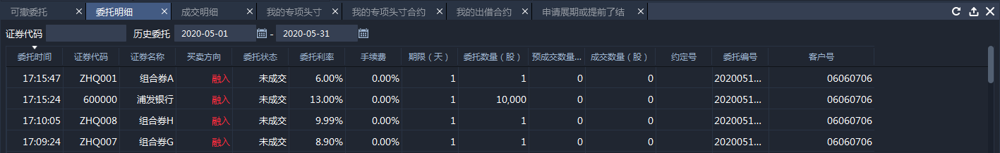 可撤委托 委托明细 成交明细 我的专项头寸 我的专项头寸合约 我的出借合约 申请展期或提前了结
证券代码 历史委托 2020-05-01 - 2020-05-31
委托时间 证券代码 证券名称 买卖方向 委托状态 委托利率 手续费 期限（天） 委托数量（股） 预成交数量... 成交数量（股） 约定号 委托编号 客户号
17:15:47 ZHQ001 组合券A 融入 未成交 6.00% 0.00% 1 1 0 0 2020051... 06060706
17:15:24 600000 浦发银行 融入 未成交 13.00% 0.00% 1 10,000 0 0 2020051... 06060706
17:10:05 ZHQ008 组合券H 融入 未成交 9.99% 0.00% 1 1 0 0 2020051... 06060706
17:09:24 ZHQ007 组合券G 融入 未成交 8.90% 0.00% 1 1 0 0 2020051... 06060706